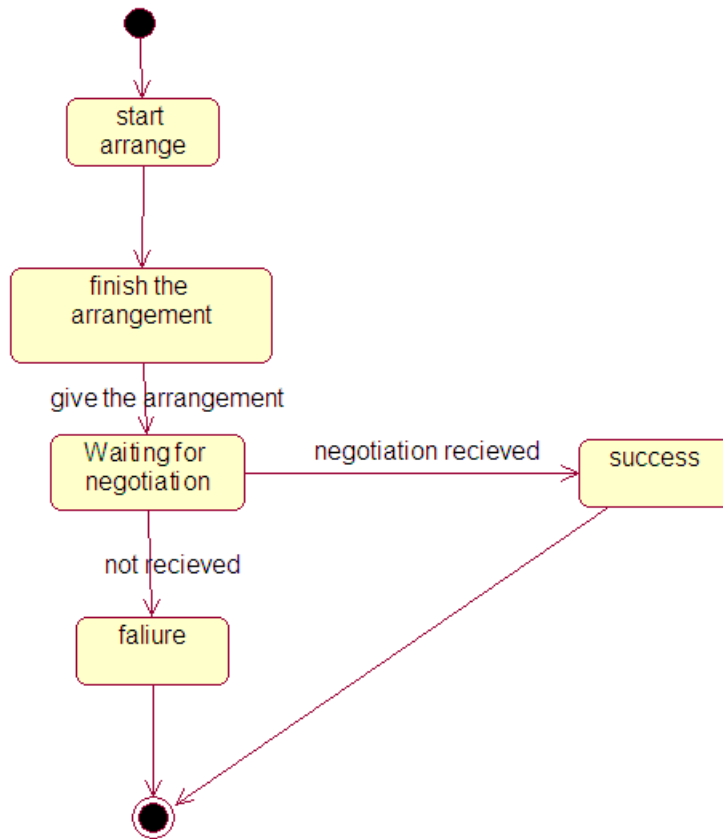 start
arrange
finish the
arrangement
give the arrangement
Waiting for
negotiation
negotiation recieved
success
not recieved
faliure